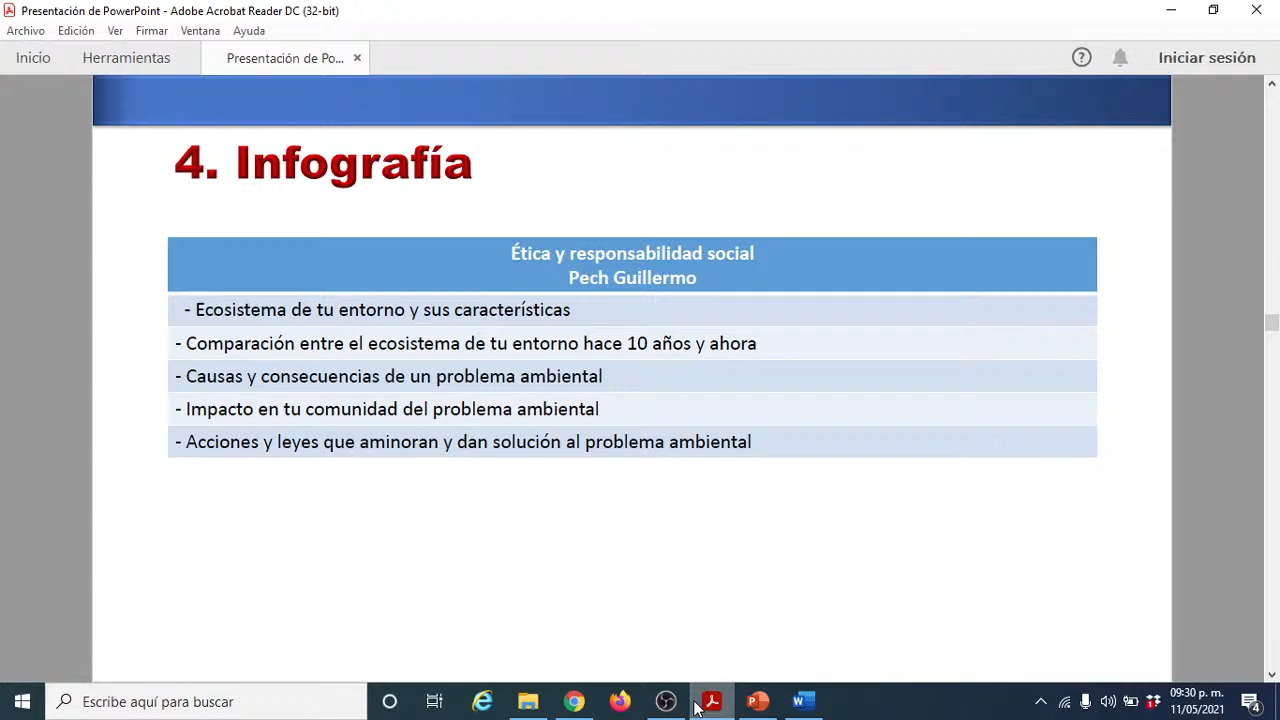 Presentación de PowerPoint - Adobe Acrobat Reader DC (32-bit)
Archivo Edición Ver Firmar Ventana Ayuda
Inicio Herramientas Presentación de Po... Iniciar sesión
4. Infografía
Ética y responsabilidad social
Pech Guillermo
- Ecosistema de tu entorno y sus características
- Comparación entre el ecosistema de tu entorno hace 10 años y ahora
- Causas y consecuencias de un problema ambiental
- Impacto en tu comunidad del problema ambiental
- Acciones y leyes que aminoran y dan solución al problema ambiental
Escribe aquí para buscar
09:30 p. m.
11/05/2021
4